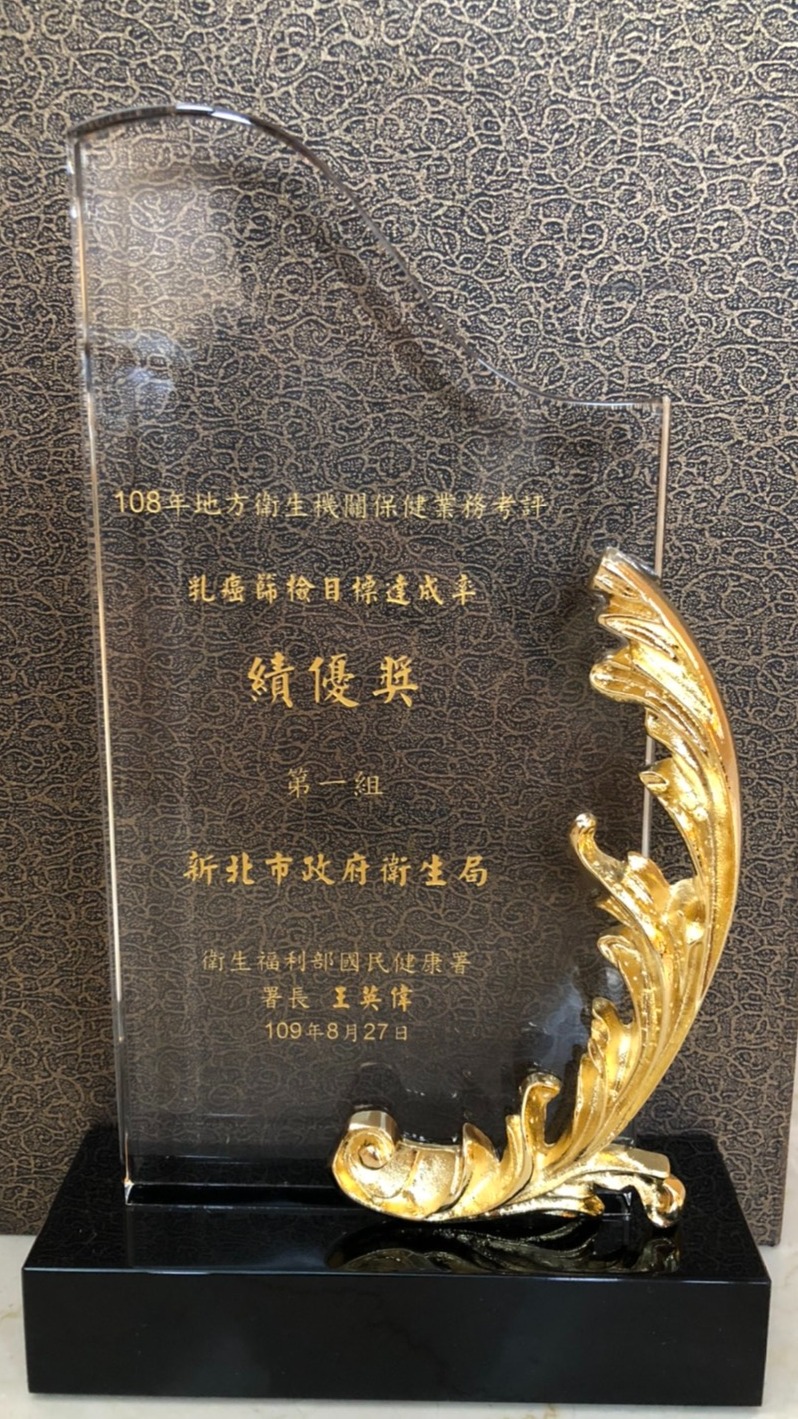 108年地方衛生機關保健業務考評
乳癌篩檢目標達成率
績優獎
第一組
新北市政府衛生局
衛生福利部國民健康署
署長 王英偉
109年8月27日